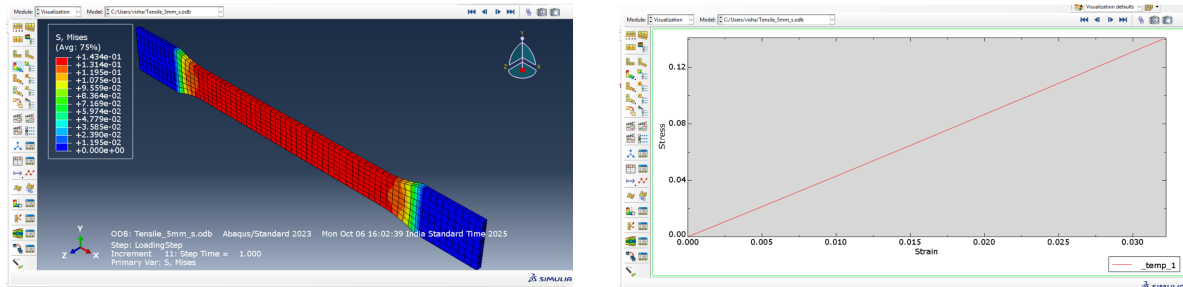 Module: Visualization Model: C:/Users/visha/Tensile_5mm_s.odb
S, Mises
(Avg: 75%)
+1.434e-01
+1.314e-01
+1.195e-01
+1.075e-01
+9.559e-02
+8.364e-02
+7.169e-02
+5.974e-02
+4.779e-02
+3.585e-02
+2.390e-02
+1.195e-02
+0.000e+00
Y
Z X
Y
Z X
ODB: Tensile_5mm_s.odb Abaqus/Standard 2023 Mon Oct 06 16:02:39 India Standard Time 2025
Step: LoadingStep
Increment 11: Step Time = 1.000
Primary Var: S, Mises
SIMULIA
Visualization defaults
Module: Visualization Model: C:/Users/visha/Tensile_5mm_s.odb
0.12
0.08
0.04
0.00
Stress
0.000 0.005 0.010 0.015 0.020 0.025 0.030
Strain
_temp_1
SIMULIA